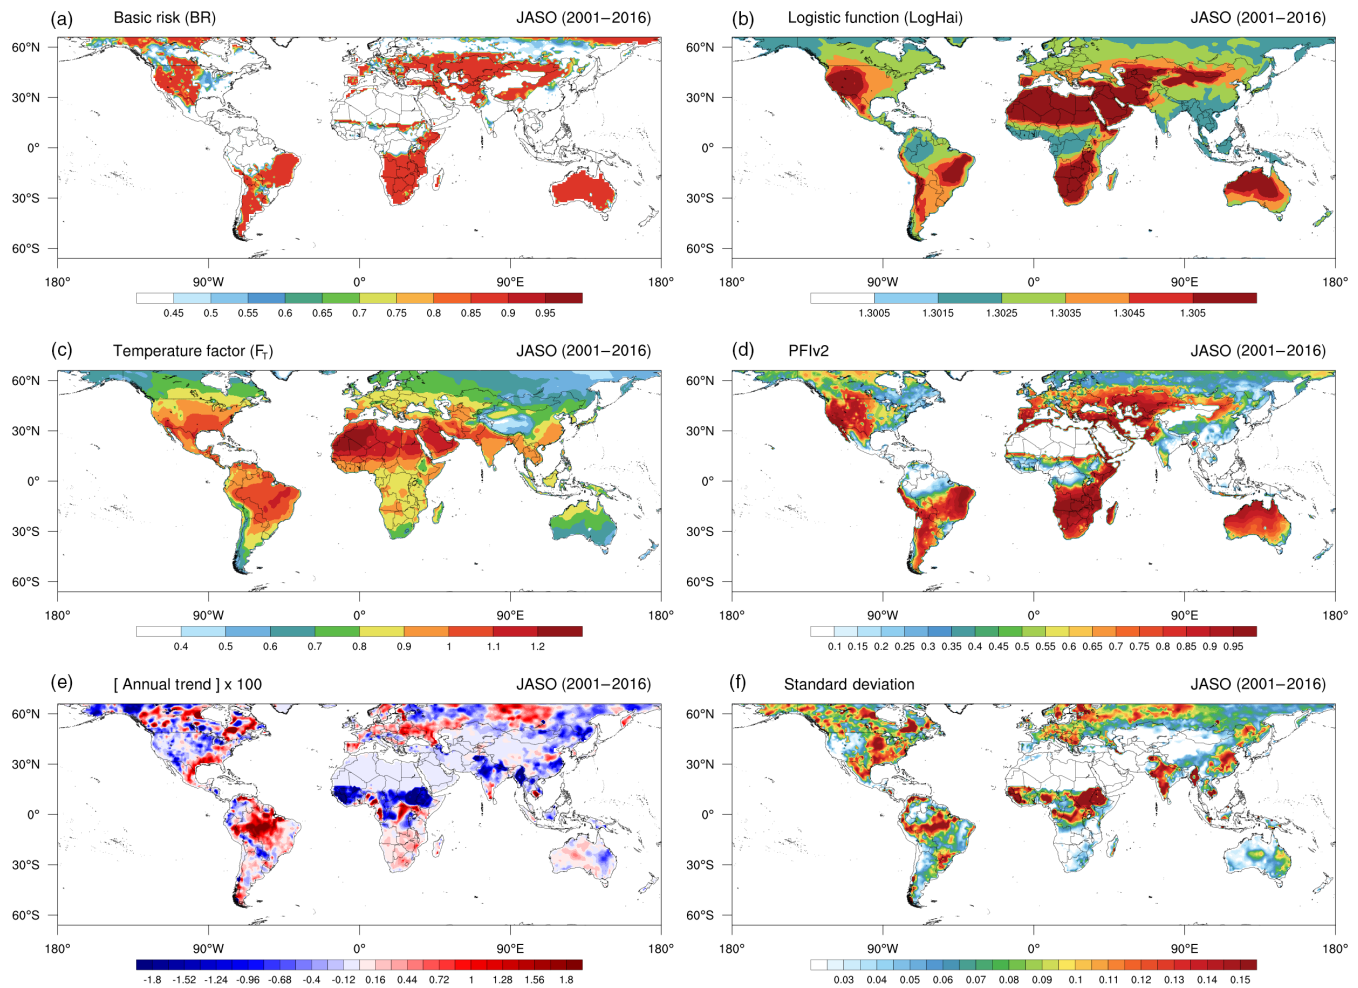 (a) Basic risk (BR) JASO (2001−2016)
60°N
30°N
0°
30°S
60°S
180° 90°W 0° 90°E 180°
0.45 0.5 0.55 0.6 0.65 0.7 0.75 0.8 0.85 0.9 0.95
(b) Logistic function (LogHai) JASO (2001−2016)
60°N
30°N
0°
30°S
60°S
180° 90°W 0° 90°E 180°
1.3005 1.3015 1.3025 1.3035 1.3045 1.305
(c) Temperature factor (F_T) JASO (2001−2016)
60°N
30°N
0°
30°S
60°S
180° 90°W 0° 90°E 180°
0.4 0.5 0.6 0.7 0.8 0.9 1 1.1 1.2
(d) PFIv2 JASO (2001−2016)
60°N
30°N
0°
30°S
60°S
180° 90°W 0° 90°E 180°
0.1 0.15 0.2 0.25 0.3 0.35 0.4 0.45 0.5 0.55 0.6 0.65 0.7 0.75 0.8 0.85 0.9 0.95
(e) [ Annual trend ] x 100 JASO (2001−2016)
60°N
30°N
0°
30°S
60°S
180° 90°W 0° 90°E 180°
-1.8 -1.52 -1.24 -0.96 -0.68 -0.4 -0.12 0.16 0.44 0.72 1 1.28 1.56 1.8
(f) Standard deviation JASO (2001−2016)
60°N
30°N
0°
30°S
60°S
180° 90°W 0° 90°E 180°
0.03 0.04 0.05 0.06 0.07 0.08 0.09 0.1 0.11 0.12 0.13 0.14 0.15